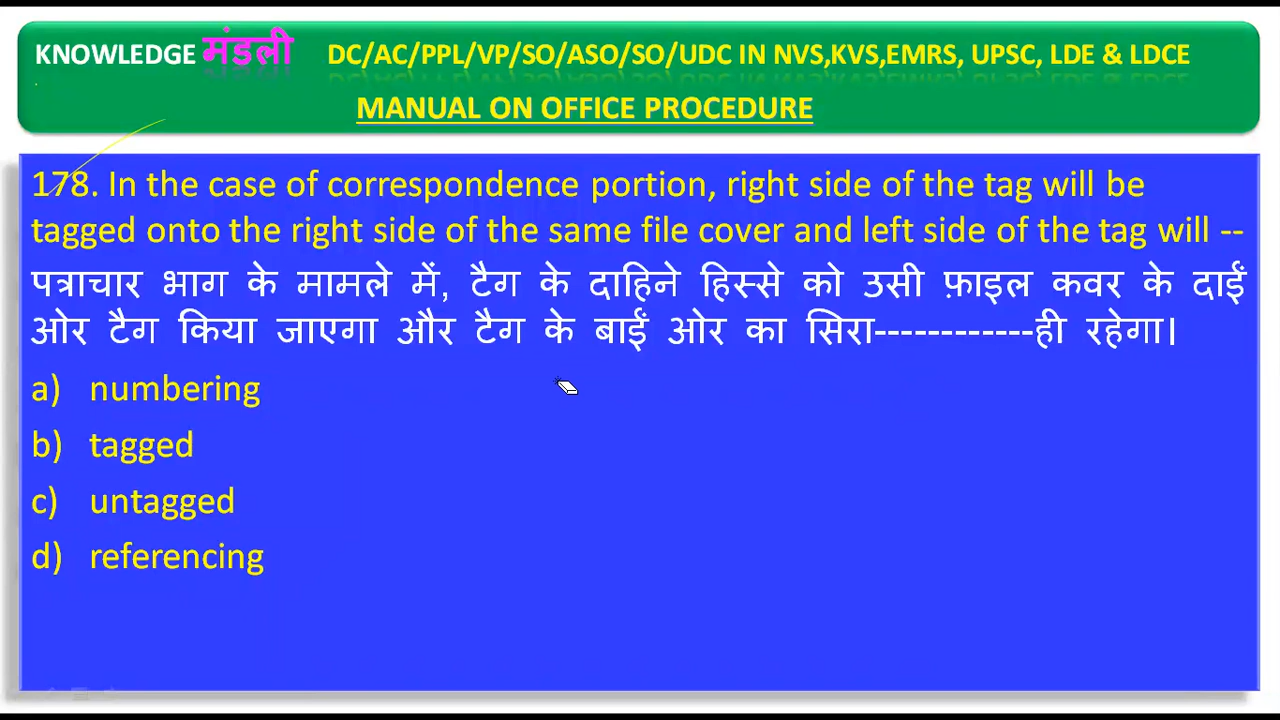 KNOWLEDGE मंडली DC/AC/PPL/VP/SO/ASO/SO/UDC IN NVS,KVS,EMRS, UPSC, LDE & LDCE
MANUAL ON OFFICE PROCEDURE
178. In the case of correspondence portion, right side of the tag will be
tagged onto the right side of the same file cover and left side of the tag will --
पत्राचार भाग के मामले में, टैग के दाहिने हिस्से को उसी फ़ाइल कवर के दाईं
ओर टैग किया जाएगा और टैग के बाईं ओर का सिरा------------ही रहेगा।
a) numbering
b) tagged
c) untagged
d) referencing